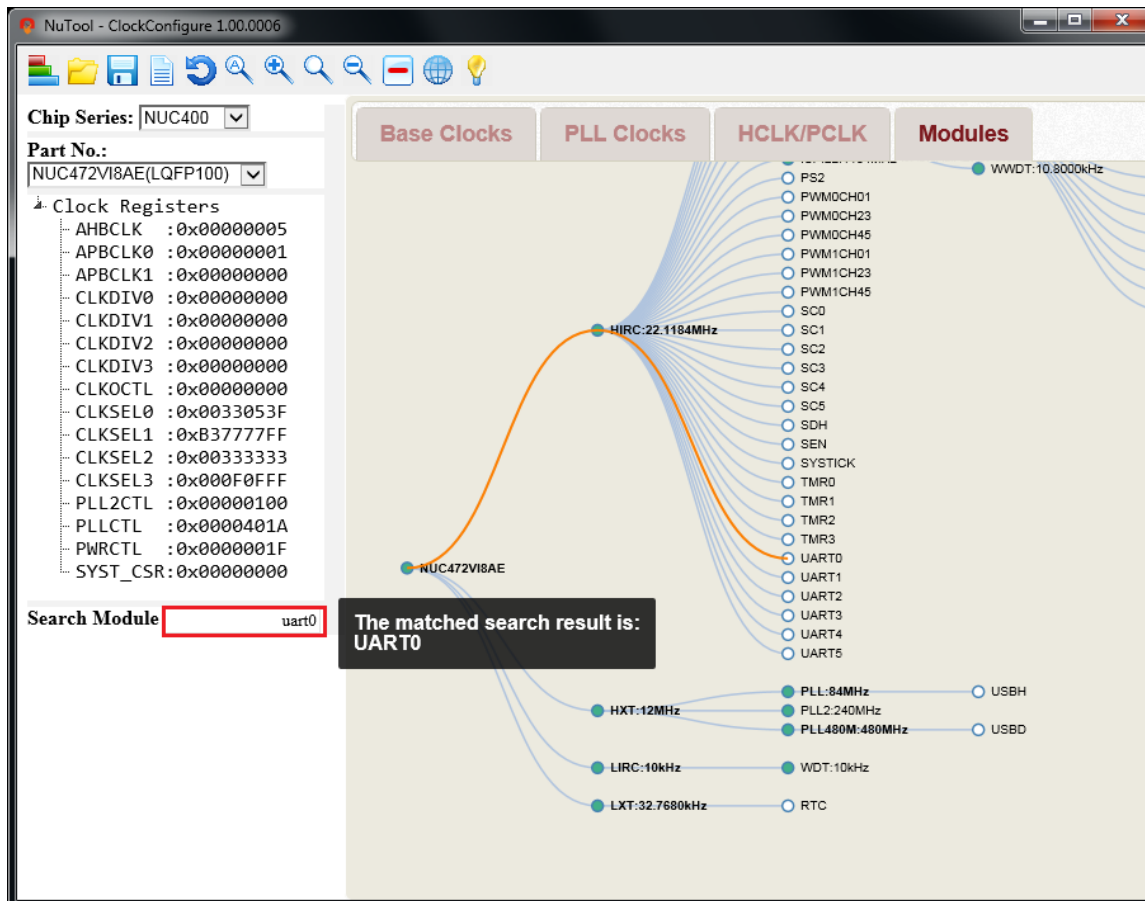 NuTool - ClockConfigure 1.00.0006
Chip Series: NUC400
Part No.:
NUC472VI8AE(LQFP100)
Clock Registers
AHBCLK :0x00000005
APBCLK0 :0x00000001
APBCLK1 :0x00000000
CLKDIV0 :0x00000000
CLKDIV1 :0x00000000
CLKDIV2 :0x00000000
CLKDIV3 :0x00000000
CLKOCTL :0x00000000
CLKSEL0 :0x0033053F
CLKSEL1 :0xB37777FF
CLKSEL2 :0x00333333
CLKSEL3 :0x000F0FFF
PLL2CTL :0x00000100
PLLCTL :0x0000401A
PWRCTL :0x0000001F
SYST_CSR:0x00000000
Search Module uart0
The matched search result is:
UART0
Base Clocks PLL Clocks HCLK/PCLK Modules
WWDT:10.8000kHz
PS2
PWM0CH01
PWM0CH23
PWM0CH45
PWM1CH01
PWM1CH23
PWM1CH45
SC0
HIRC:22.1184MHz SC1
SC2
SC3
SC4
SC5
SDH
SEN
SYSTICK
TMR0
TMR1
TMR2
TMR3
UART0
NUC472VI8AE
UART1
UART2
UART3
UART4
UART5
PLL:84MHz USBH
HXT:12MHz PLL2:240MHz
PLL480M:480MHz USBD
LIRC:10kHz WDT:10kHz
LXT:32.7680kHz RTC